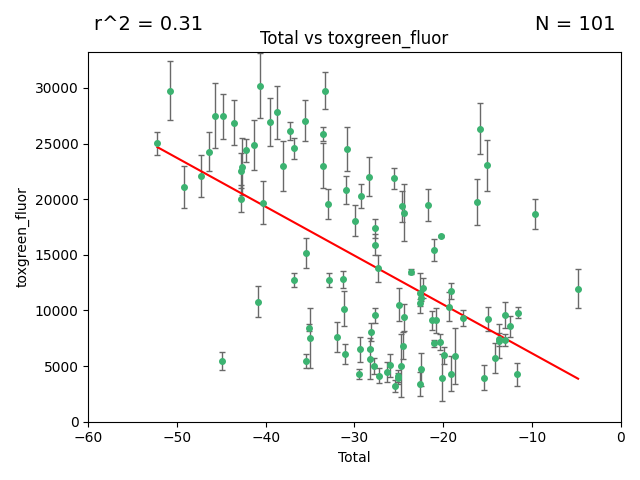 r^2 = 0.31
N = 101
Total vs toxgreen_fluor
30000
25000
20000
15000
10000
5000
0
toxgreen_fluor
−60
−50
−40
−30
−20
−10
0
Total